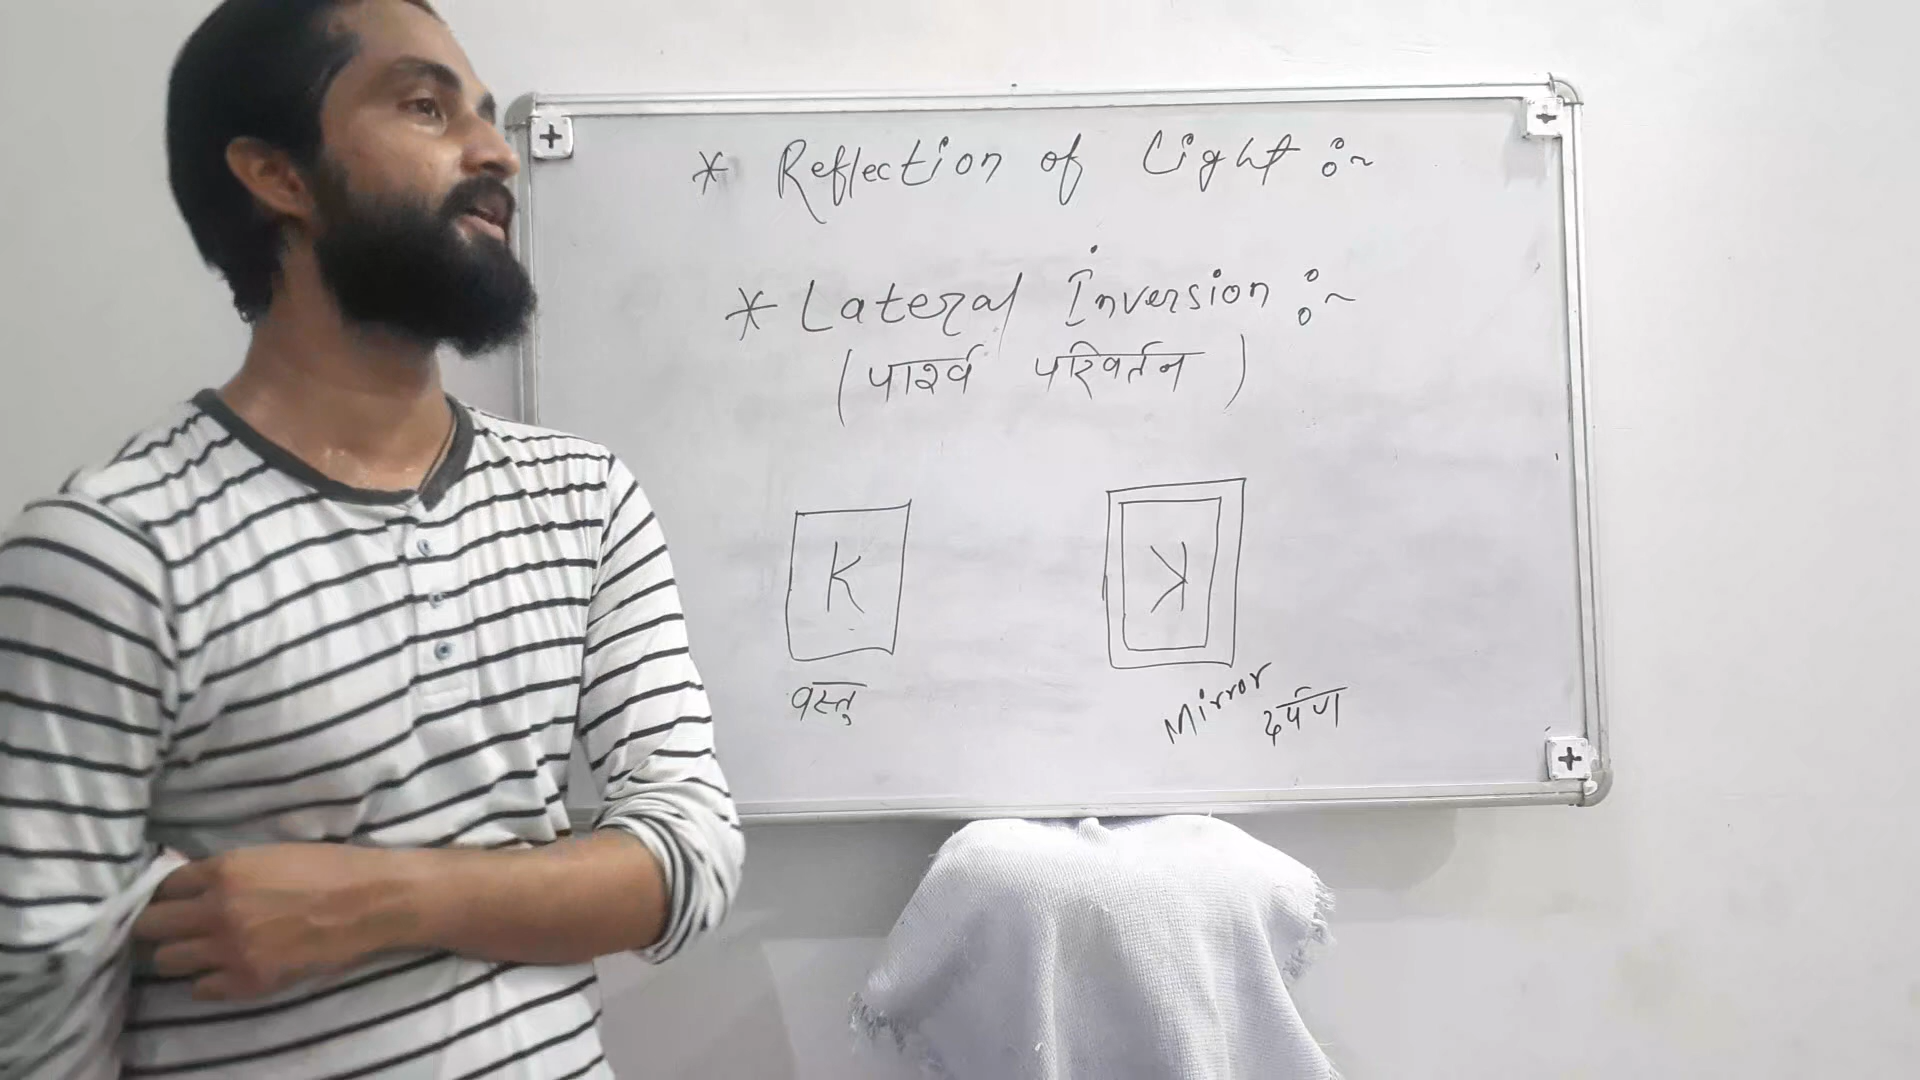 * Reflection of Light :~
* Lateral Inversion :~
(पार्श्व परिवर्तन)
K
ꓘ
वस्तु
Mirror
दर्पण